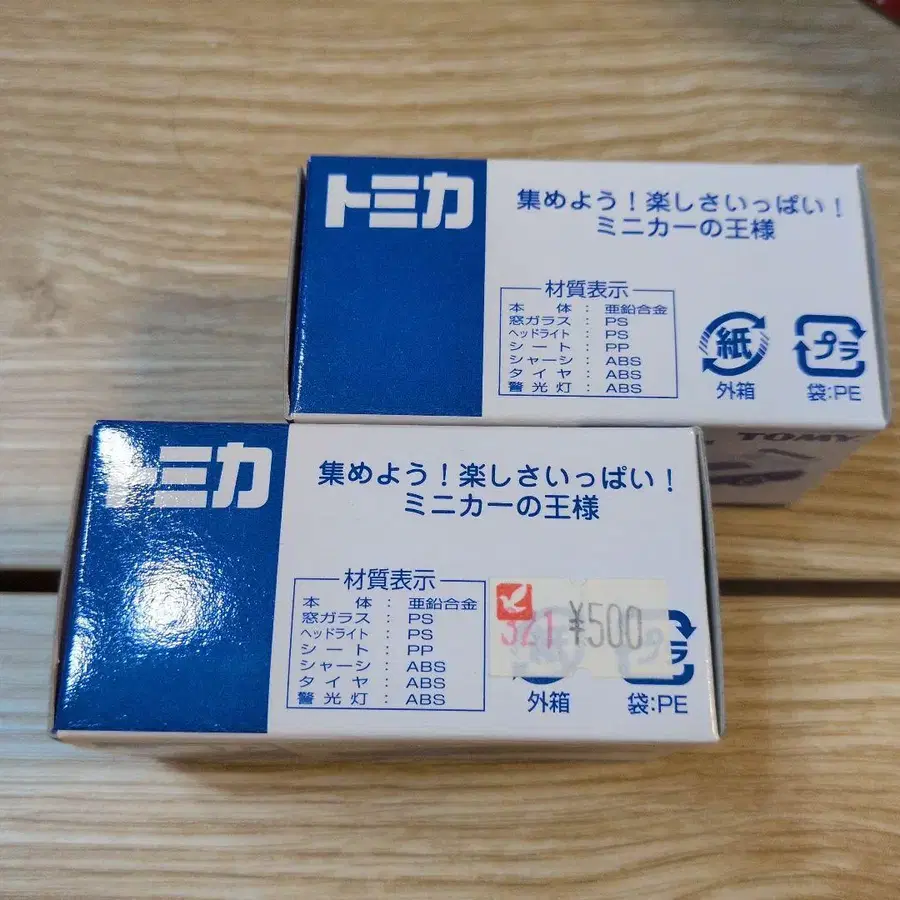 トミカ
集めよう！楽しさいっぱい！
ミニカーの王様
材質表示
本体：亜鉛合金
窓ガラス：PS
ヘッドライト：PS
シート：PP
シャーシ：ABS
タイヤ：ABS
警光灯：ABS
紙
外箱
プラ
袋:PE
TOMY
トミカ
集めよう！楽しさいっぱい！
ミニカーの王様
材質表示
本体：亜鉛合金
窓ガラス：PS
ヘッドライト：PS
シート：PP
シャーシ：ABS
タイヤ：ABS
警光灯：ABS
321 ¥500
外箱
プラ
袋:PE